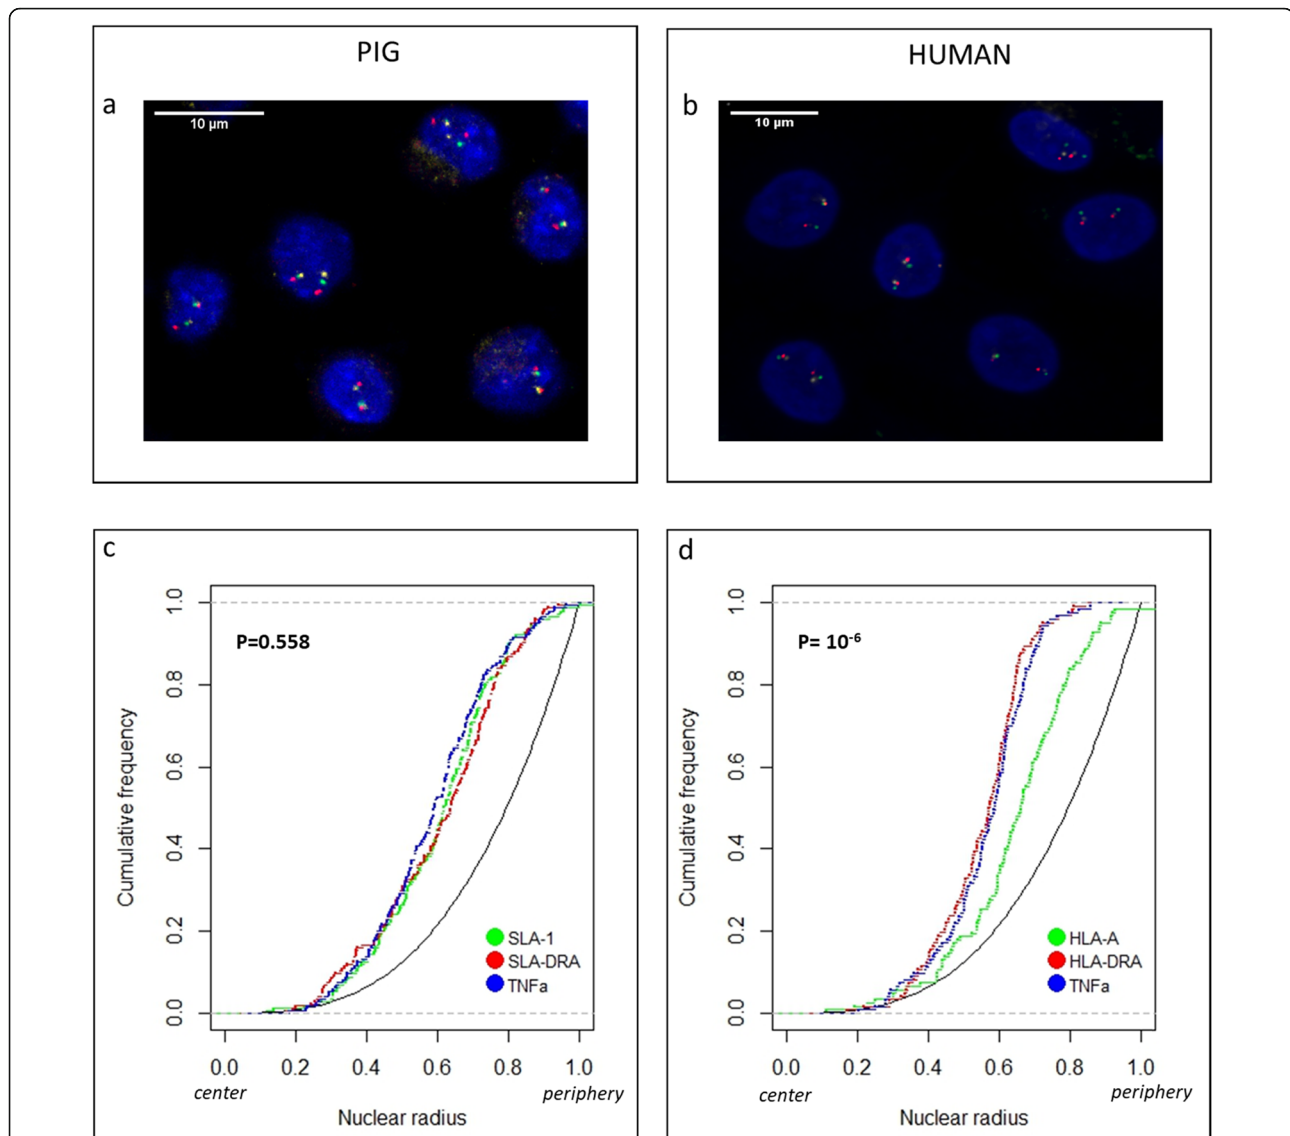 PIG
a
10 µm
HUMAN
b
10 µm
c
1.0
0.8
0.6
0.4
0.2
0.0
Cumulative frequency
P=0.558
SLA-1
SLA-DRA
TNFa
0.0 0.2 0.4 0.6 0.8 1.0
center periphery
Nuclear radius
d
1.0
0.8
0.6
0.4
0.2
0.0
Cumulative frequency
P= 10⁻⁶
HLA-A
HLA-DRA
TNFa
0.0 0.2 0.4 0.6 0.8 1.0
center periphery
Nuclear radius